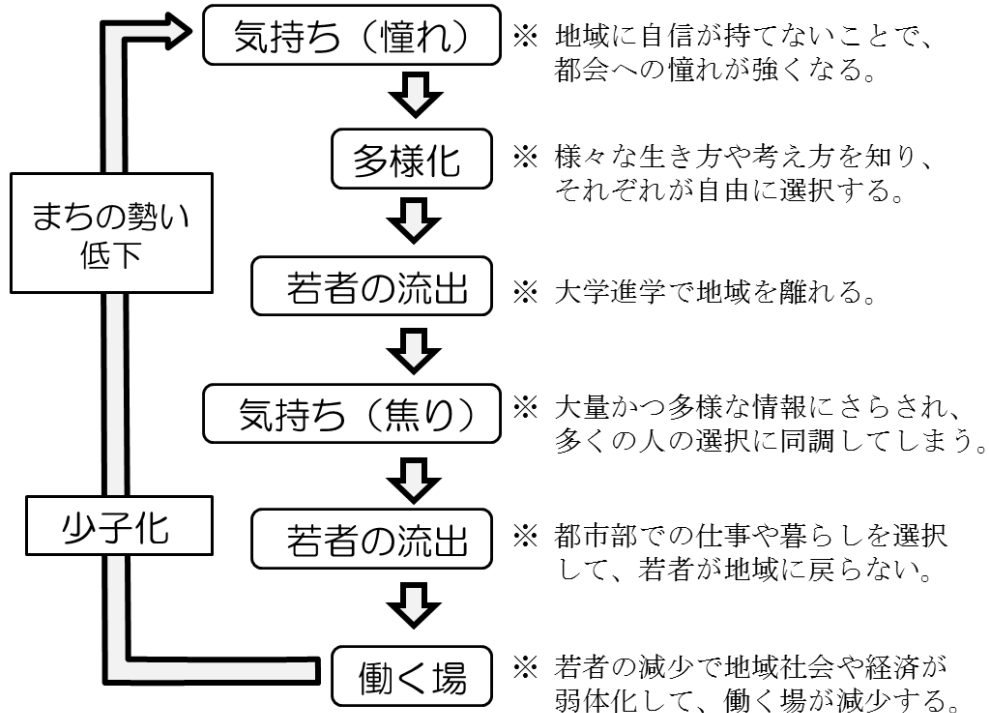 気持ち（憧れ）
※ 地域に自信が持てないことで、
都会への憧れが強くなる。
多様化
※ 様々な生き方や考え方を知り、
それぞれが自由に選択する。
まちの勢い
低下
若者の流出
※ 大学進学で地域を離れる。
気持ち（焦り）
※ 大量かつ多様な情報にさらされ、
多くの人の選択に同調してしまう。
少子化
若者の流出
※ 都市部での仕事や暮らしを選択
して、若者が地域に戻らない。
働く場
※ 若者の減少で地域社会や経済が
弱体化して、働く場が減少する。